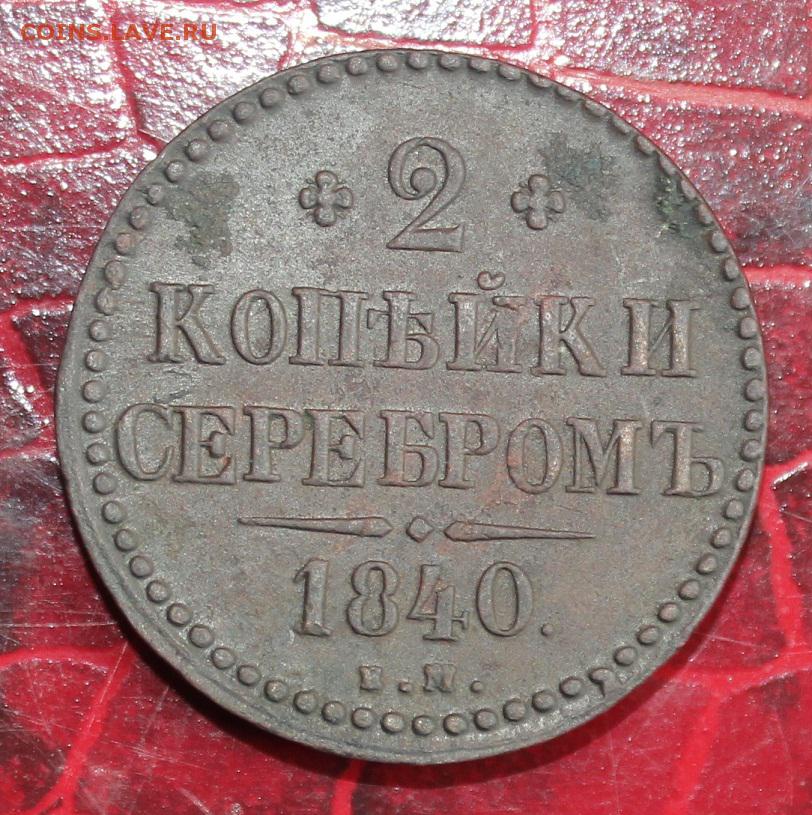 COINS.LAVE.RU
2
КОПѢЙКИ
СЕРЕБРОМЪ
1840.
Е.М.